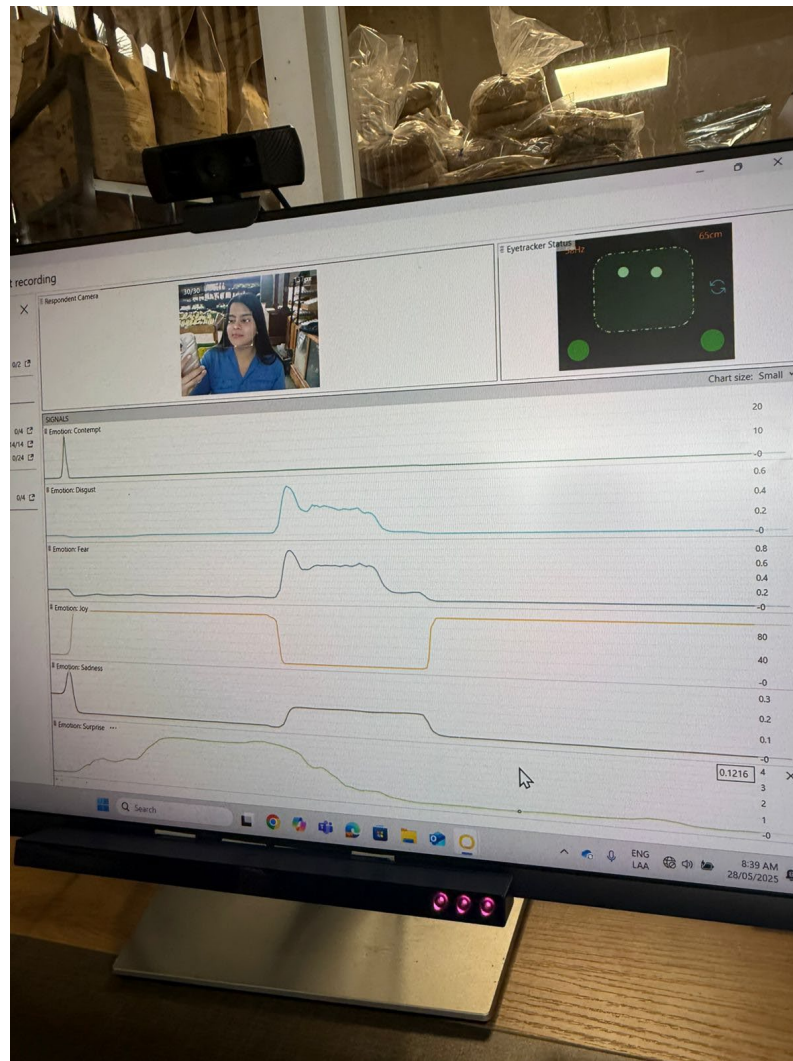 t recording
Respondent Camera
30/30
Eyetracker Status
65cm
0/2
Chart size: Small
SIGNALS
0/4
14/14
0/24
0/4
Emotion: Contempt
20
10
-0
Emotion: Disgust
0.6
0.4
0.2
-0
Emotion: Fear
0.8
0.6
0.4
0.2
-0
Emotion: Joy
80
40
-0
Emotion: Sadness
0.3
0.2
0.1
-0
Emotion: Surprise
0.1216
4
3
2
1
-0
Search
ENG
LAA
8:39 AM
28/05/2025